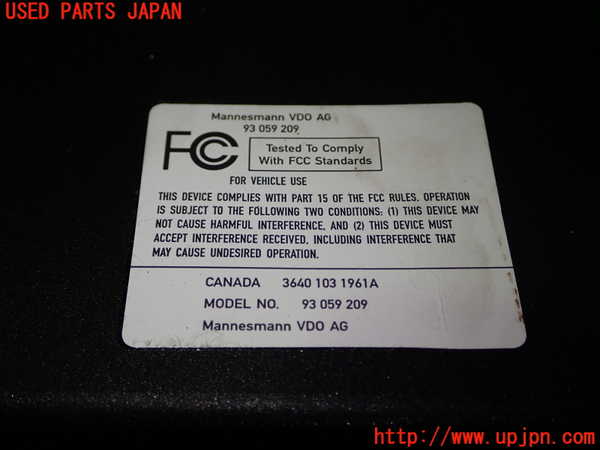 USED PARTS JAPAN
Mannesmann VDO AG
93 059 209
FC
Tested To Comply
With FCC Standards
FOR VEHICLE USE
THIS DEVICE COMPLIES WITH PART 15 OF THE FCC RULES. OPERATION
IS SUBJECT TO THE FOLLOWING TWO CONDITIONS: (1) THIS DEVICE MAY
NOT CAUSE HARMFUL INTERFERENCE, AND (2) THIS DEVICE MUST
ACCEPT INTERFERENCE RECEIVED, INCLUDING INTERFERENCE THAT
MAY CAUSE UNDESIRED OPERATION.
CANADA 3640 103 1961A
MODEL NO. 93 059 209
Mannesmann VDO AG
http://www.upjpn.com/